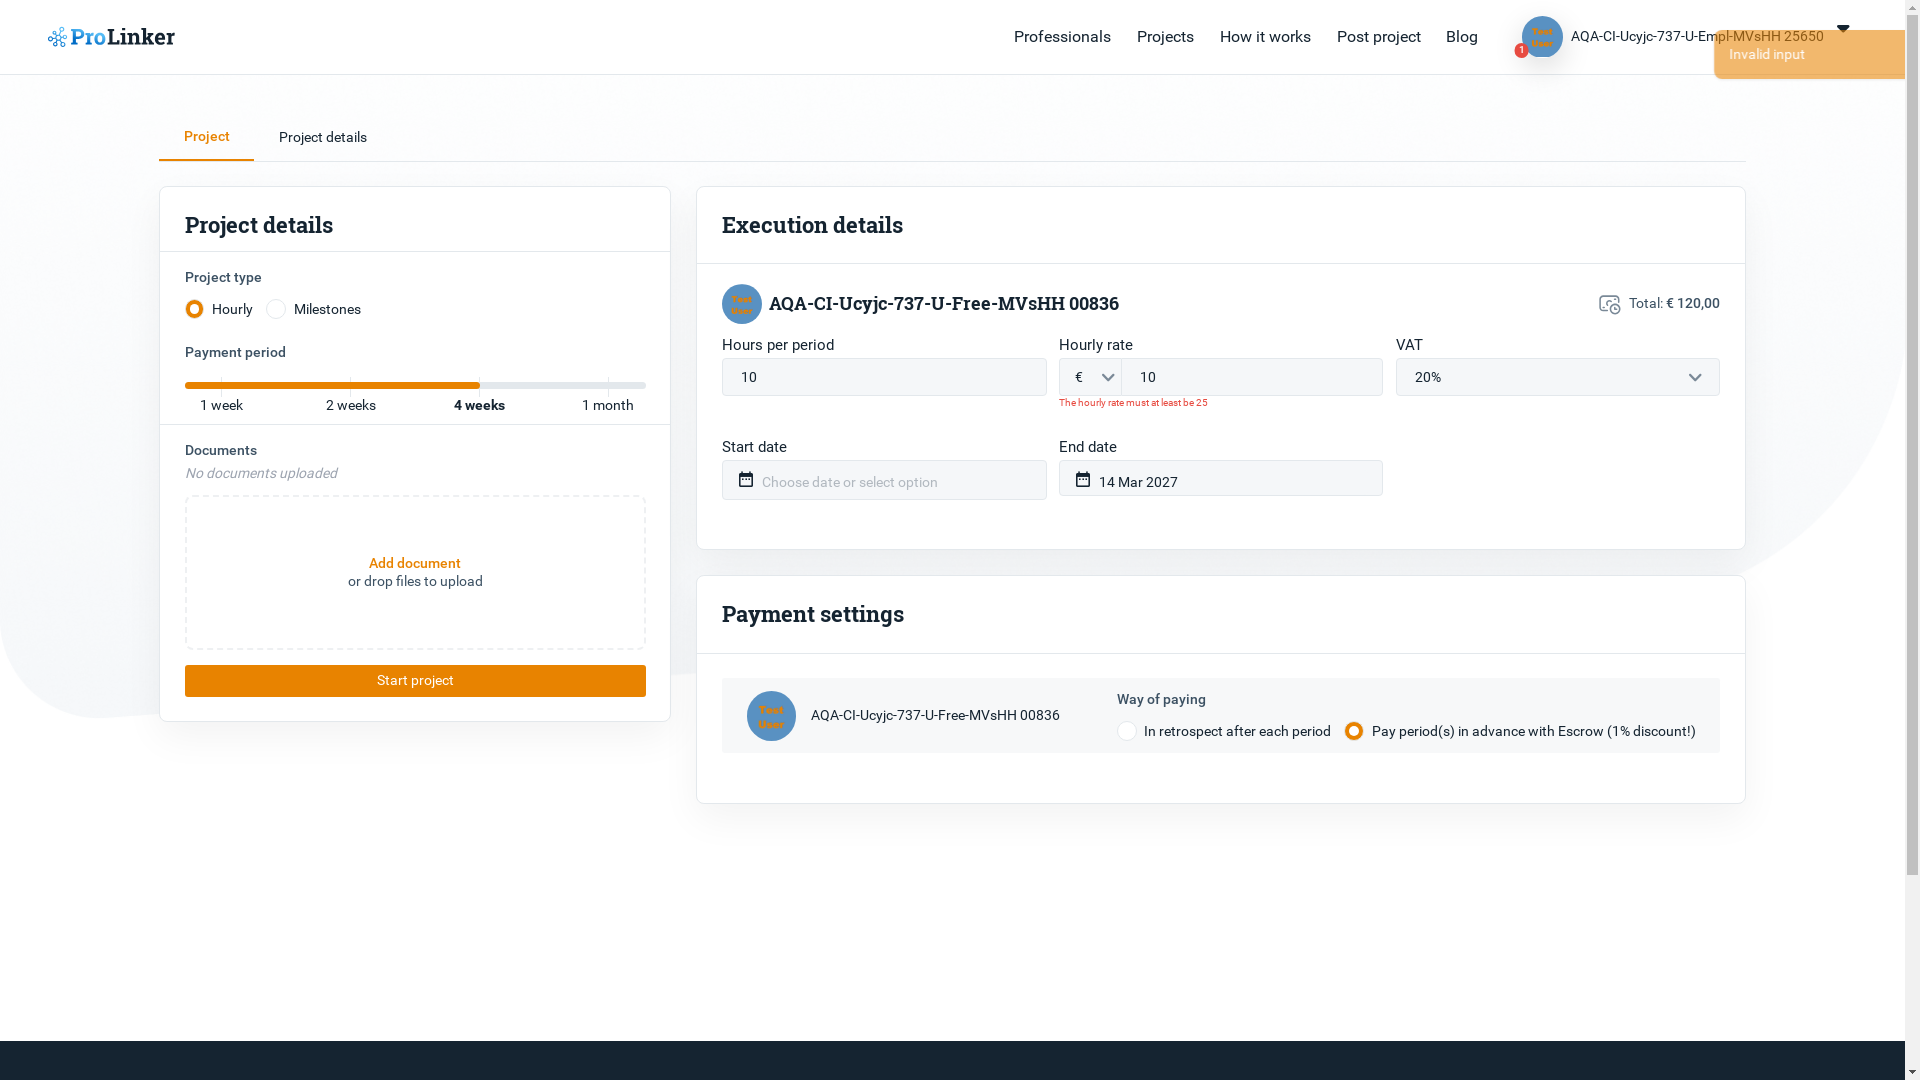 ProLinker
Professionals
Projects
How it works
Post project
Blog
Test
User
1
AQA-CI-Ucyjc-737-U-Empl-MVsHH 25650
Invalid input
Project
Project details
Project details
Project type
Hourly
Milestones
Payment period
1 week
2 weeks
4 weeks
1 month
Documents
No documents uploaded
Add document
or drop files to upload
Start project
Execution details
Test
User
AQA-CI-Ucyjc-737-U-Free-MVsHH 00836
Total: € 120,00
Hours per period
Hourly rate
VAT
10
€
10
20%
The hourly rate must at least be 25
Start date
End date
Choose date or select option
14 Mar 2027
Payment settings
Test
User
AQA-CI-Ucyjc-737-U-Free-MVsHH 00836
Way of paying
In retrospect after each period
Pay period(s) in advance with Escrow (1% discount!)